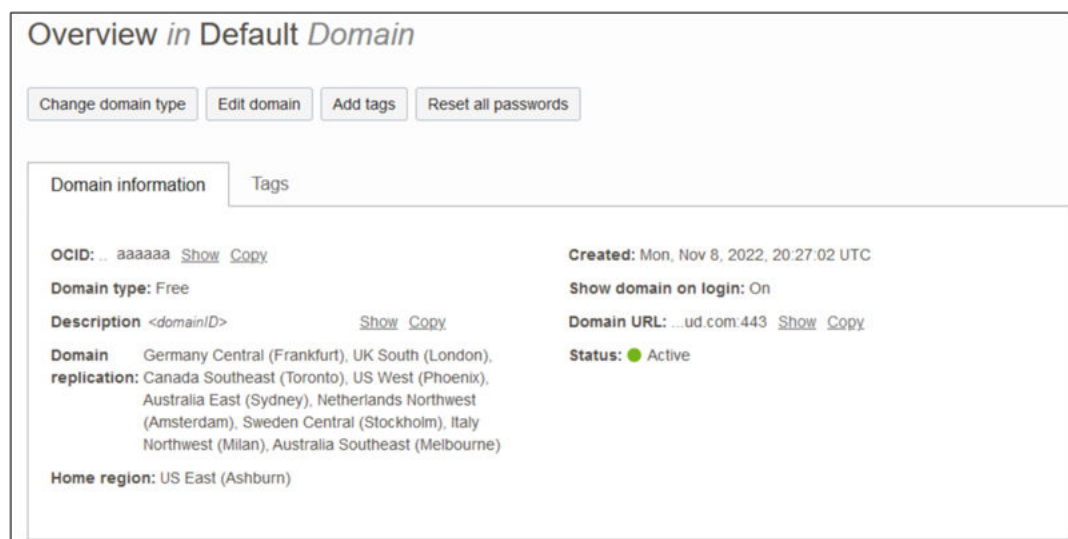 Overview in Default Domain
Change domain type Edit domain Add tags Reset all passwords
Domain information Tags
OCID: .. aaaaaa Show Copy
Domain type: Free
Description <domainID> Show Copy
Domain replication: Germany Central (Frankfurt), UK South (London),
Canada Southeast (Toronto), US West (Phoenix),
Australia East (Sydney), Netherlands Northwest
(Amsterdam), Sweden Central (Stockholm), Italy
Northwest (Milan), Australia Southeast (Melbourne)
Home region: US East (Ashburn)
Created: Mon, Nov 8, 2022, 20:27:02 UTC
Show domain on login: On
Domain URL: ...ud.com:443 Show Copy
Status: Active